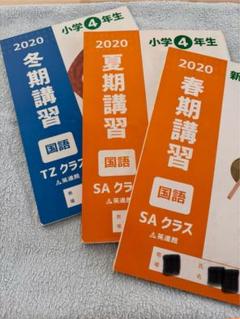 小学4年生
2020
冬期講習
国語
TZ クラス
英進館
小学4年生
2020
夏期講習
国語
SA クラス
英進館
新
2020
春期講習
国語
SA クラス
英進館
氏名